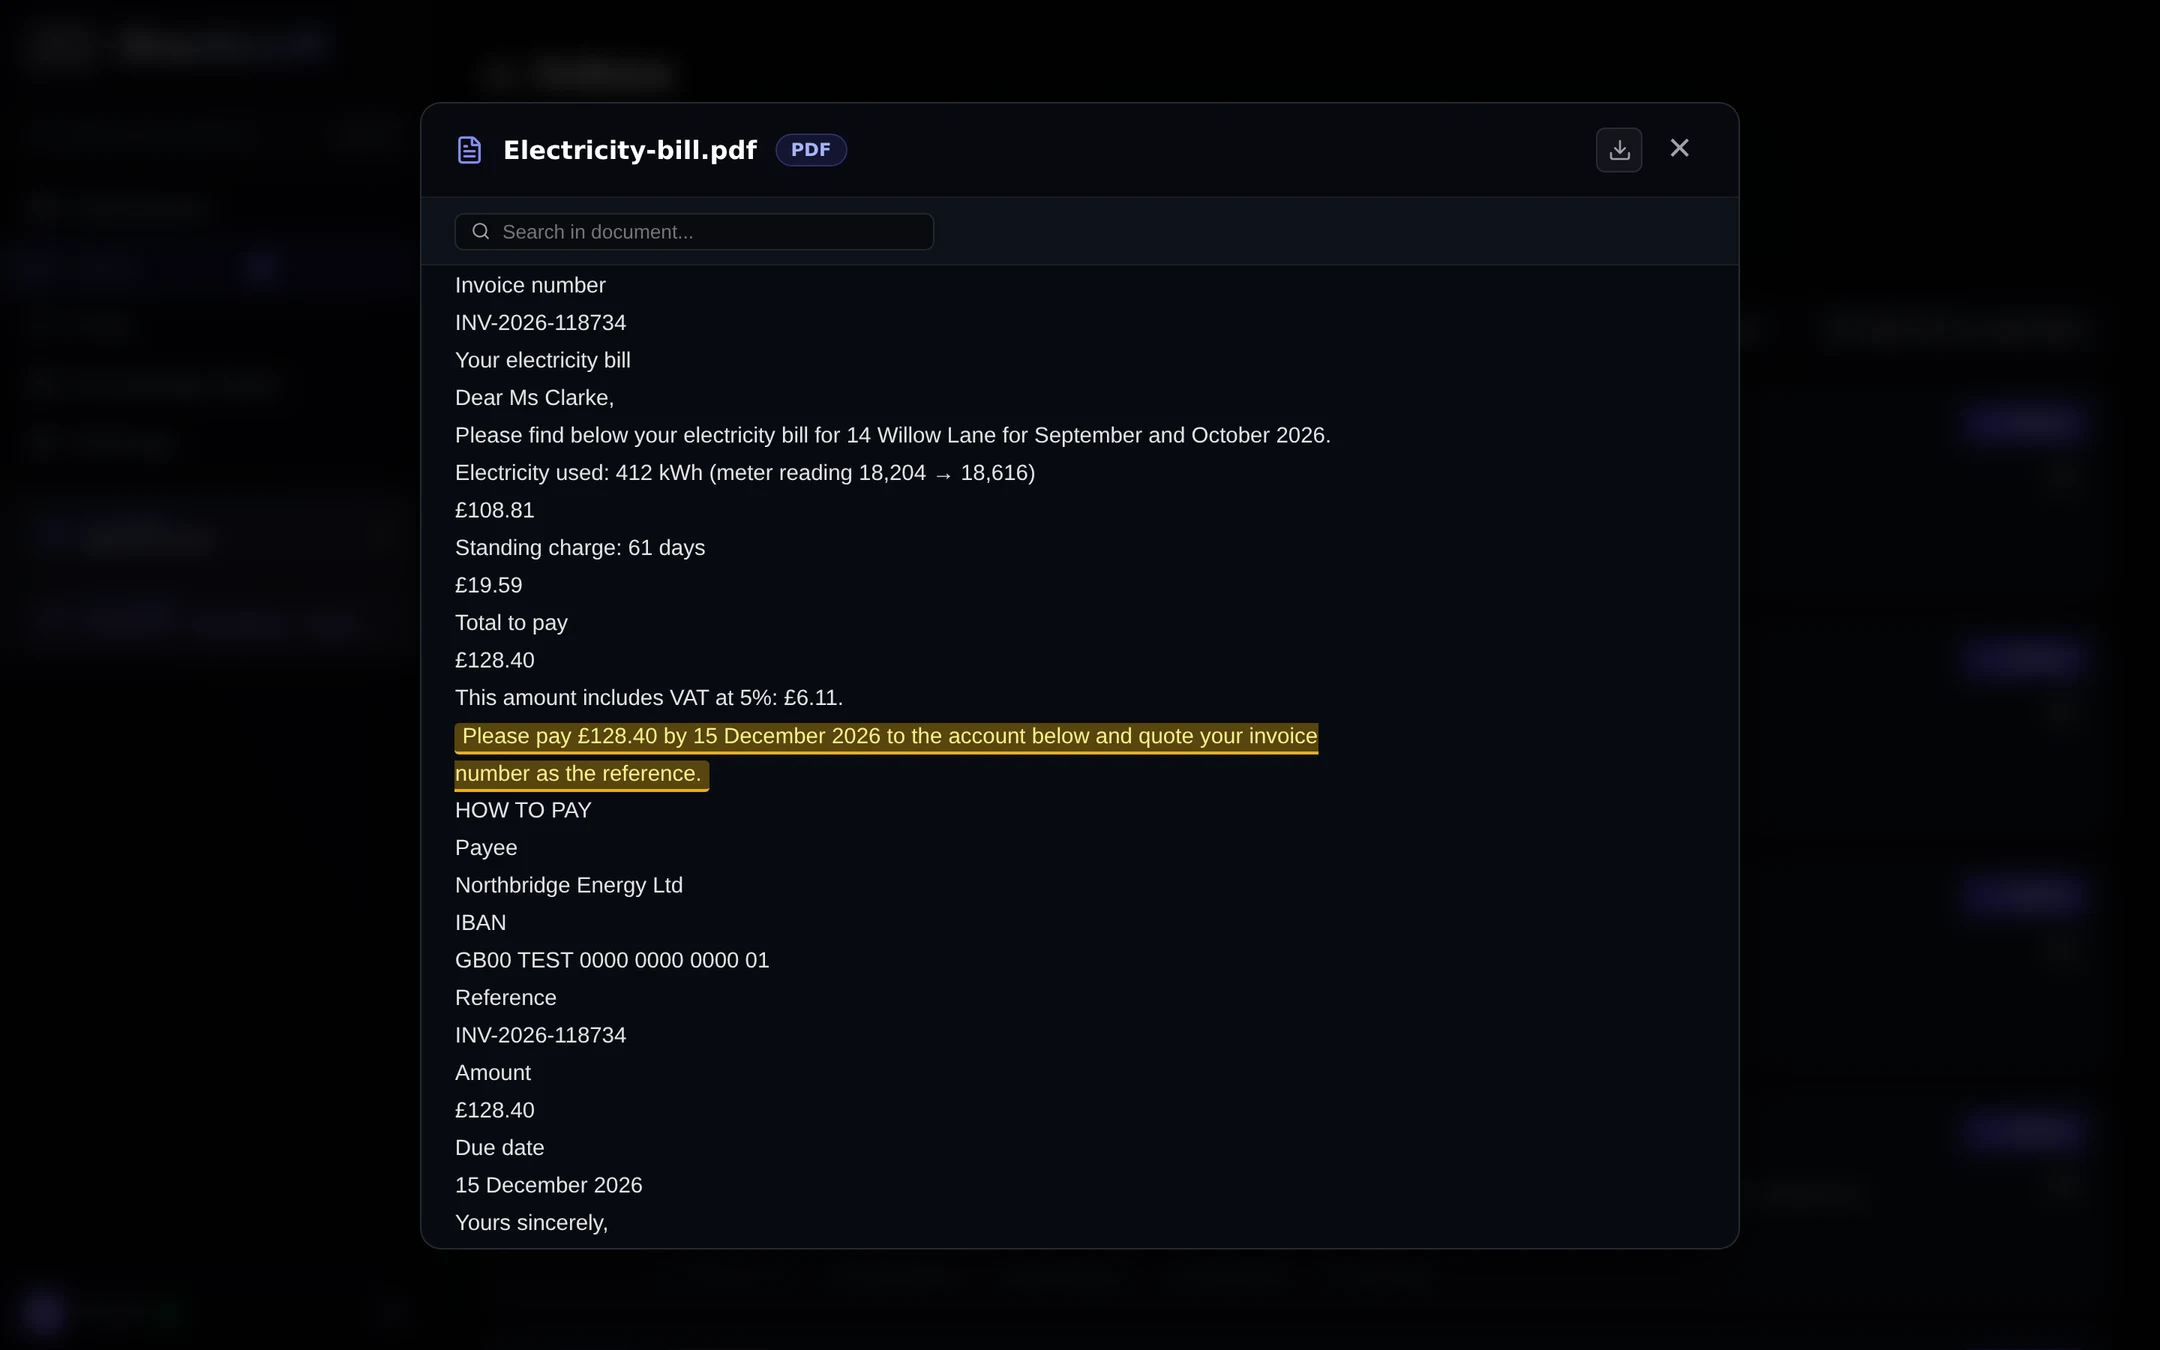 Electricity-bill.pdf PDF
Search in document...
Invoice number
INV-2026-118734
Your electricity bill
Dear Ms Clarke,
Please find below your electricity bill for 14 Willow Lane for September and October 2026.
Electricity used: 412 kWh (meter reading 18,204 → 18,616)
£108.81
Standing charge: 61 days
£19.59
Total to pay
£128.40
This amount includes VAT at 5%: £6.11.
Please pay £128.40 by 15 December 2026 to the account below and quote your invoice
number as the reference.
HOW TO PAY
Payee
Northbridge Energy Ltd
IBAN
GB00 TEST 0000 0000 0000 01
Reference
INV-2026-118734
Amount
£128.40
Due date
15 December 2026
Yours sincerely,